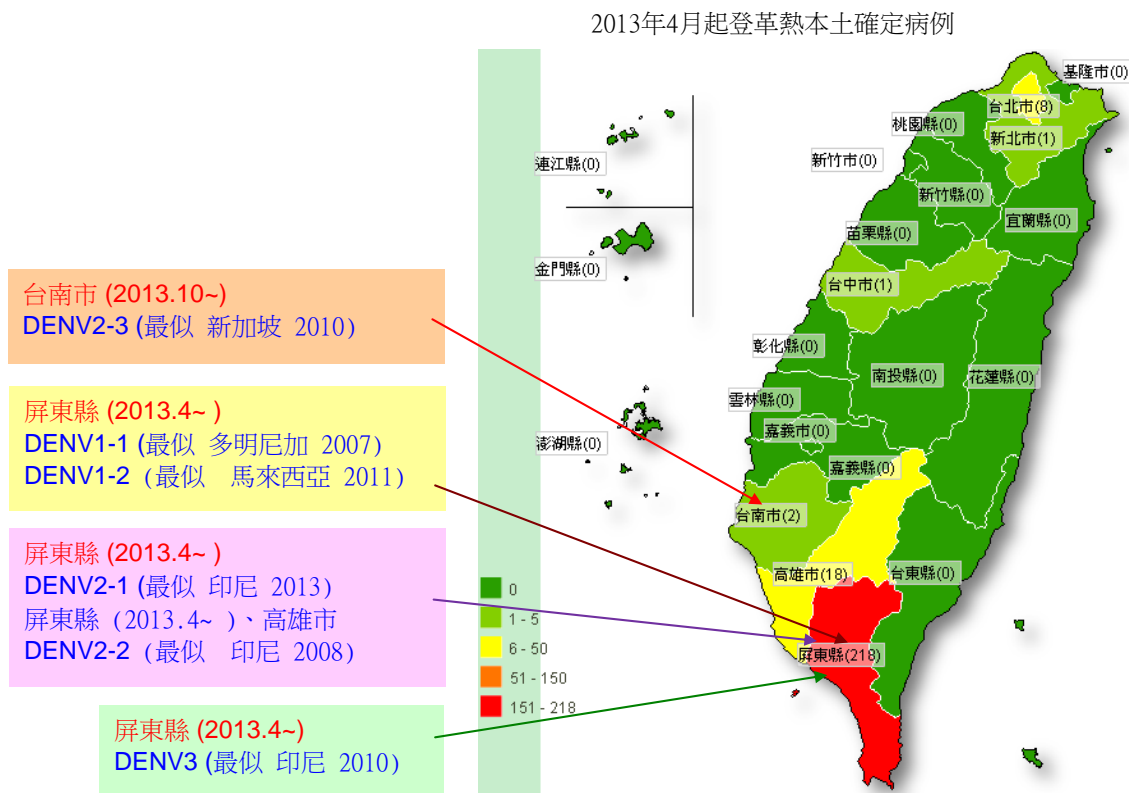 2013年4月起登革熱本土確定病例
基隆市(0)
台北市(8)
桃園縣(0)
新北市(1)
新竹市(0)
連江縣(0)
新竹縣(0)
宜蘭縣(0)
苗栗縣(0)
金門縣(0)
台中市(1)
台南市 (2013.10~)
DENV2-3 (最似 新加坡 2010)
彰化縣(0)
南投縣(0)
花蓮縣(0)
雲林縣(0)
嘉義市(0)
澎湖縣(0)
嘉義縣(0)
屏東縣 (2013.4~ )
DENV1-1 (最似 多明尼加 2007)
DENV1-2 (最似 馬來西亞 2011)
台南市(2)
高雄市(18)
台東縣(0)
屏東縣(218)
屏東縣 (2013.4~ )
DENV2-1 (最似 印尼 2013)
屏東縣 (2013.4~ )、高雄市
DENV2-2 (最似 印尼 2008)
0
1 - 5
6 - 50
51 - 150
151 - 218
屏東縣 (2013.4~)
DENV3 (最似 印尼 2010)